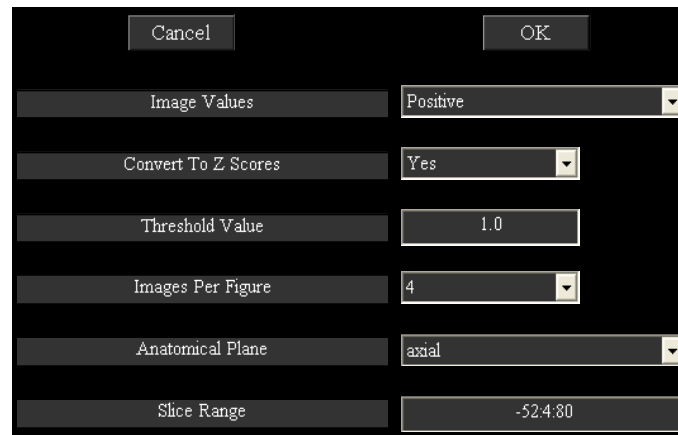 Cancel OK
Image Values Positive
Convert To Z Scores Yes
Threshold Value 1.0
Images Per Figure 4
Anatomical Plane axial
Slice Range -52:4:80